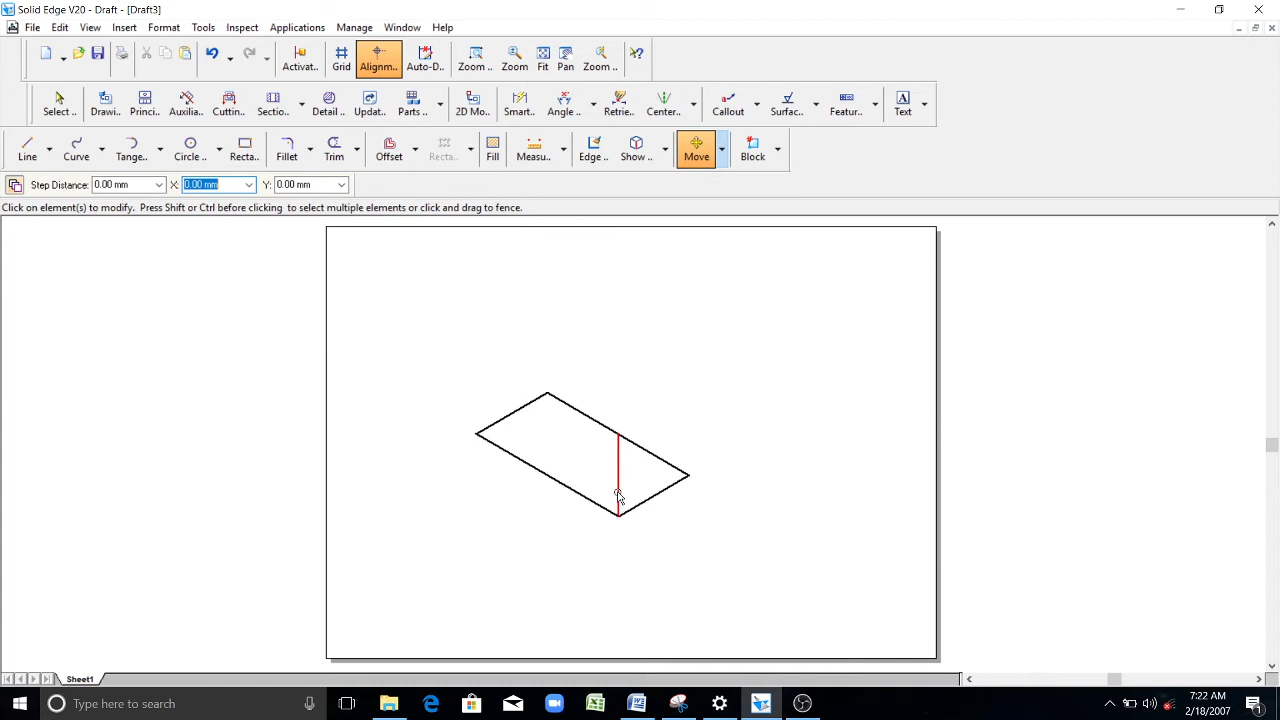 Solid Edge V20 - Draft - [Draft3]
File Edit View Insert Format Tools Inspect Applications Manage Window Help
Activat.. Grid Alignm.. Auto-D.. Zoom .. Zoom Fit Pan Zoom ..
Select .. Drawi.. Princi.. Auxilia.. Cuttin.. Sectio.. Detail .. Updat.. Parts .. 2D Mo.. Smart.. Angle .. Retrie.. Center.. Callout Surfac.. Featur.. Text
Line Curve Tange.. Circle .. Recta.. Fillet Trim Offset Recta.. Fill Measu.. Edge .. Show .. Move Block
Step Distance: 0.00 mm X: 0.00 mm Y: 0.00 mm
Click on element(s) to modify. Press Shift or Ctrl before clicking to select multiple elements or click and drag to fence.
Sheet1
Type here to search
7:22 AM
2/18/2007